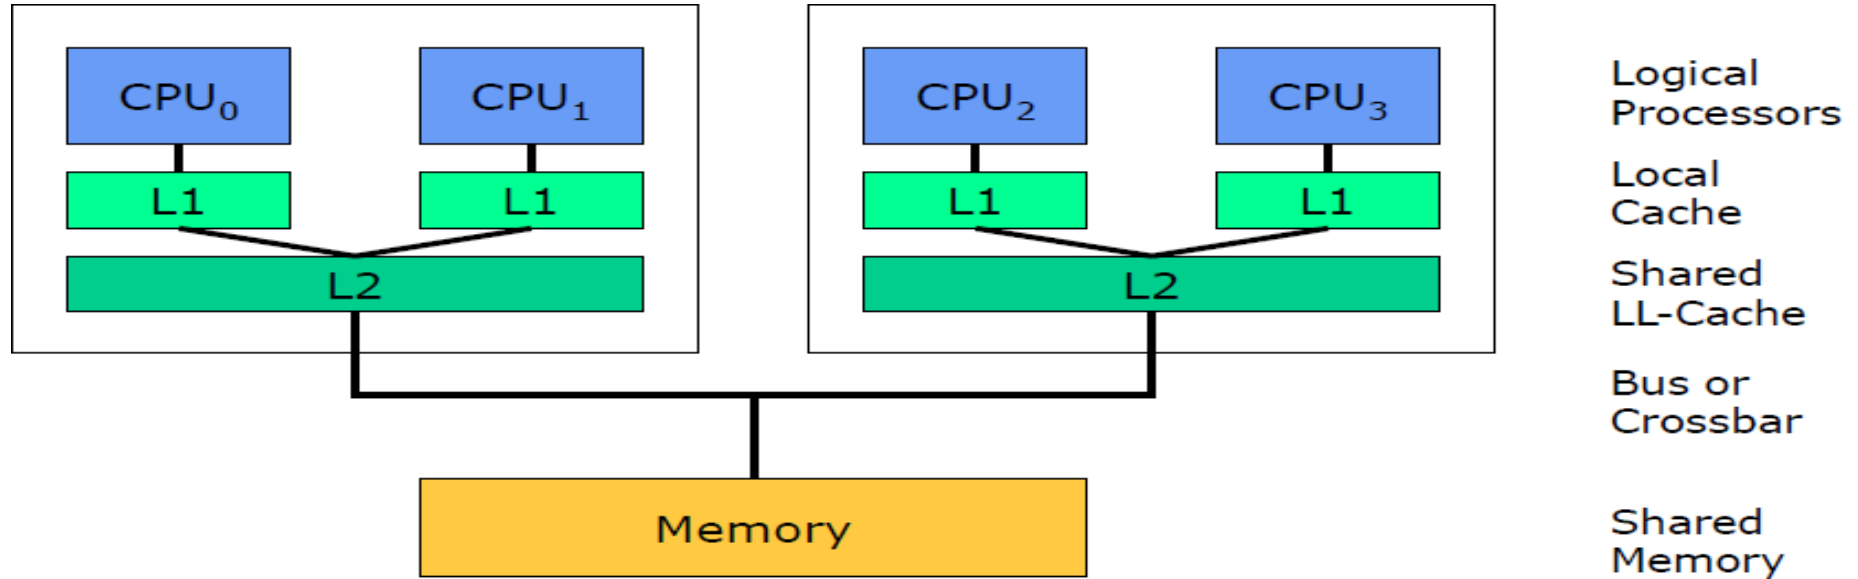 CPU₀ CPU₁ CPU₂ CPU₃
Logical
Processors
L1 L1 L1 L1
Local
Cache
L2 L2
Shared
LL-Cache
Bus or
Crossbar
Memory
Shared
Memory